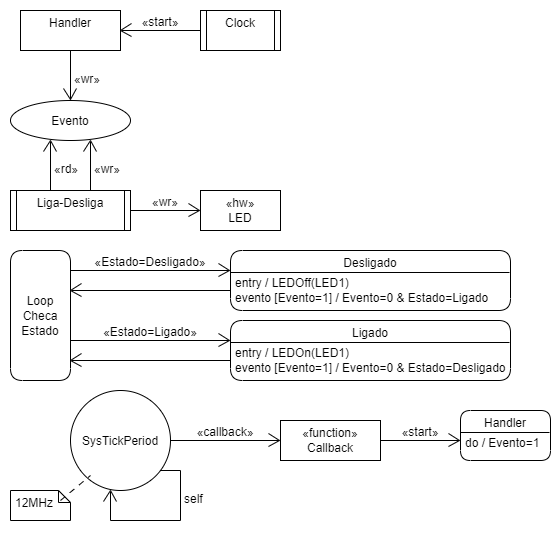 Handler
«start»
Clock
«wr»
Evento
«rd»
«wr»
Liga-Desliga
«wr»
«hw»
LED
Loop
Checa
Estado
«Estado=Desligado»
Desligado
entry / LEDOff(LED1)
evento [Evento=1] / Evento=0 & Estado=Ligado
«Estado=Ligado»
Ligado
entry / LEDOn(LED1)
evento [Evento=1] / Evento=0 & Estado=Desligado
SysTickPeriod
«callback»
«function»
Callback
«start»
Handler
do / Evento=1
12MHz
self